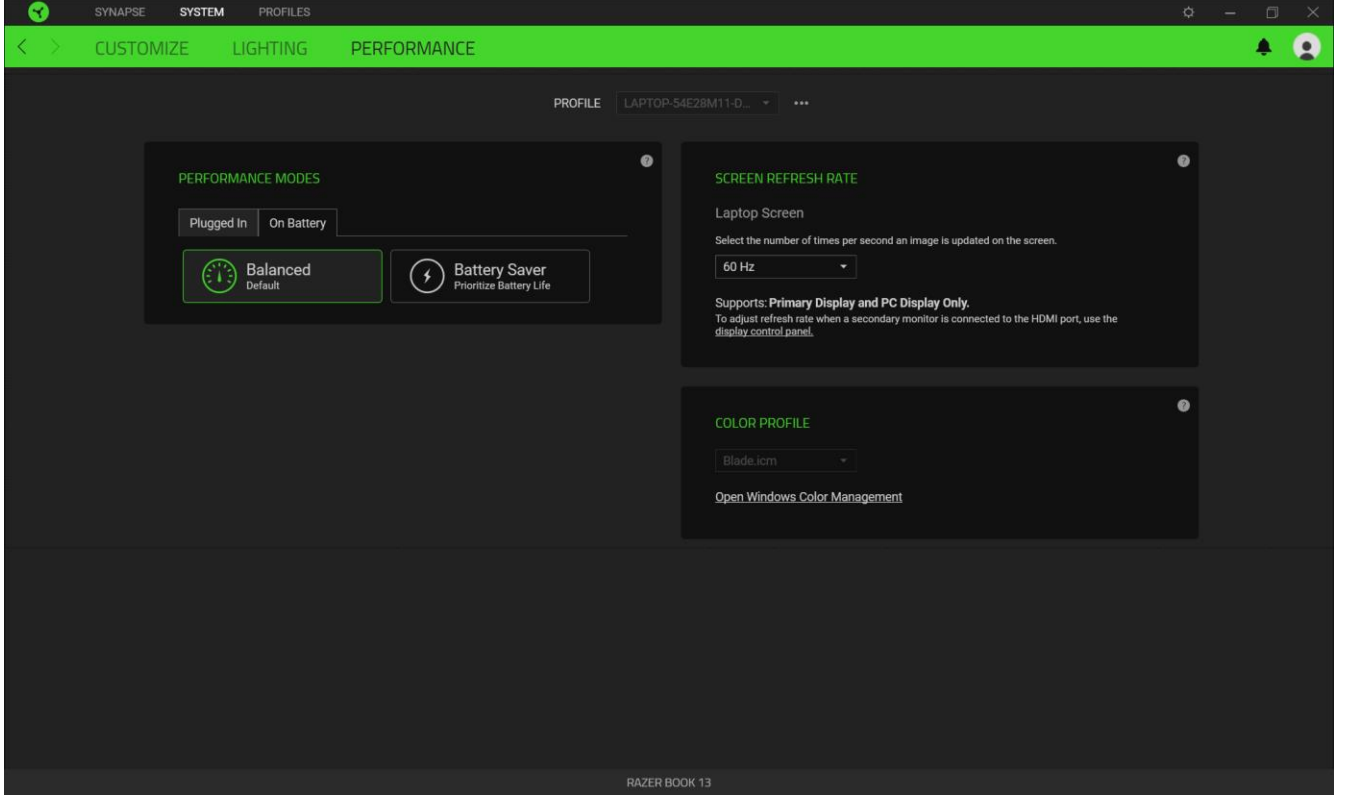 SYNAPSE SYSTEM PROFILES
CUSTOMIZE LIGHTING PERFORMANCE
PROFILE LAPTOP-54E28M11-D...
PERFORMANCE MODES
Plugged In On Battery
Balanced
Default
Battery Saver
Prioritize Battery Life
SCREEN REFRESH RATE
Laptop Screen
Select the number of times per second an image is updated on the screen.
60 Hz
Supports: Primary Display and PC Display Only.
To adjust refresh rate when a secondary monitor is connected to the HDMI port, use the
display control panel.
COLOR PROFILE
Blade.icm
Open Windows Color Management
RAZER BOOK 13